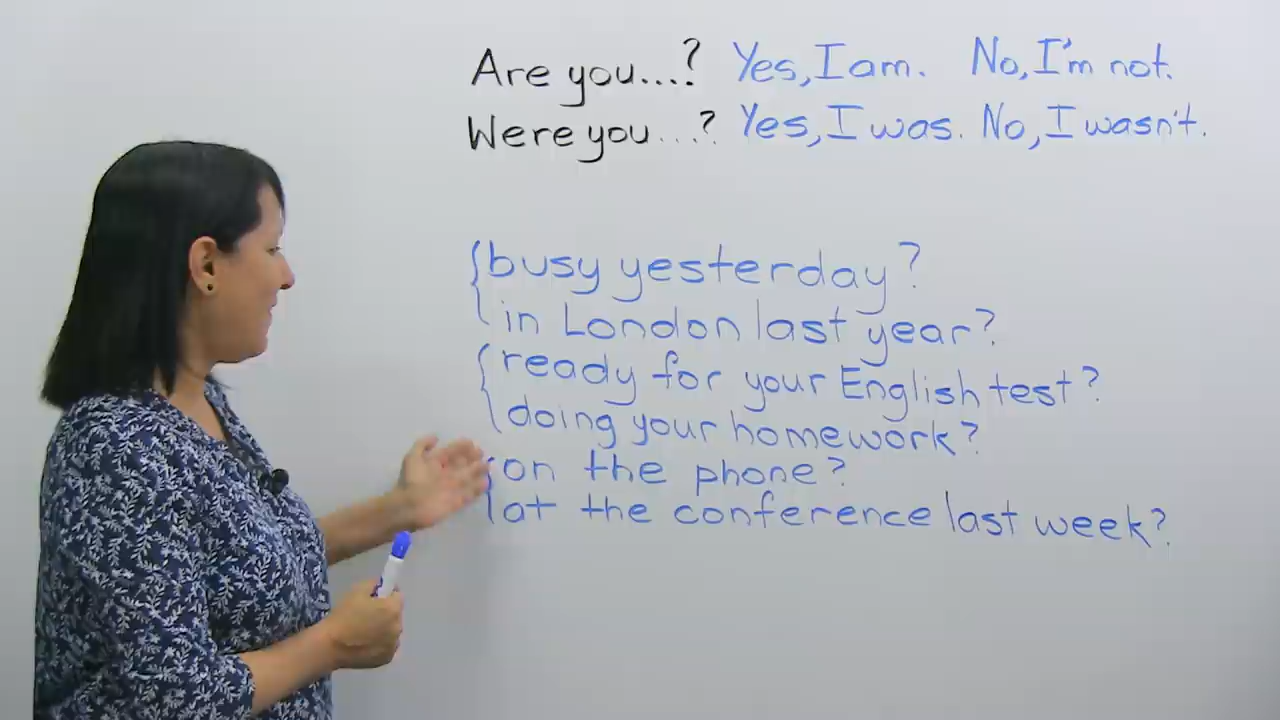 Are you...? Yes, I am. No, I'm not.
Were you...? Yes, I was. No, I wasn't.
busy yesterday?
in London last year?
ready for your English test?
doing your homework?
on the phone?
at the conference last week?